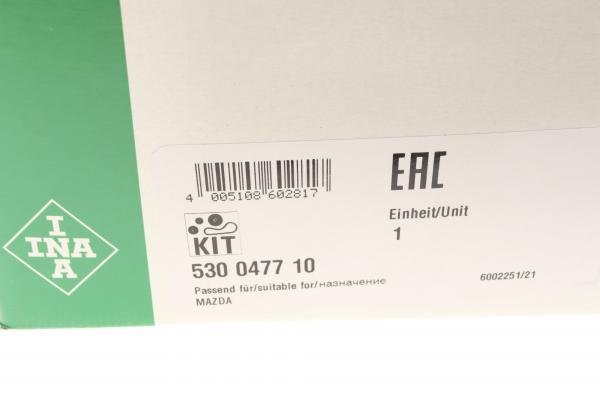 I
INA
A
4 005108 602817
EAC
Einheit/Unit
1
KIT
530 0477 10
6002251/21
Passend für/suitable for/назначение
MAZDA